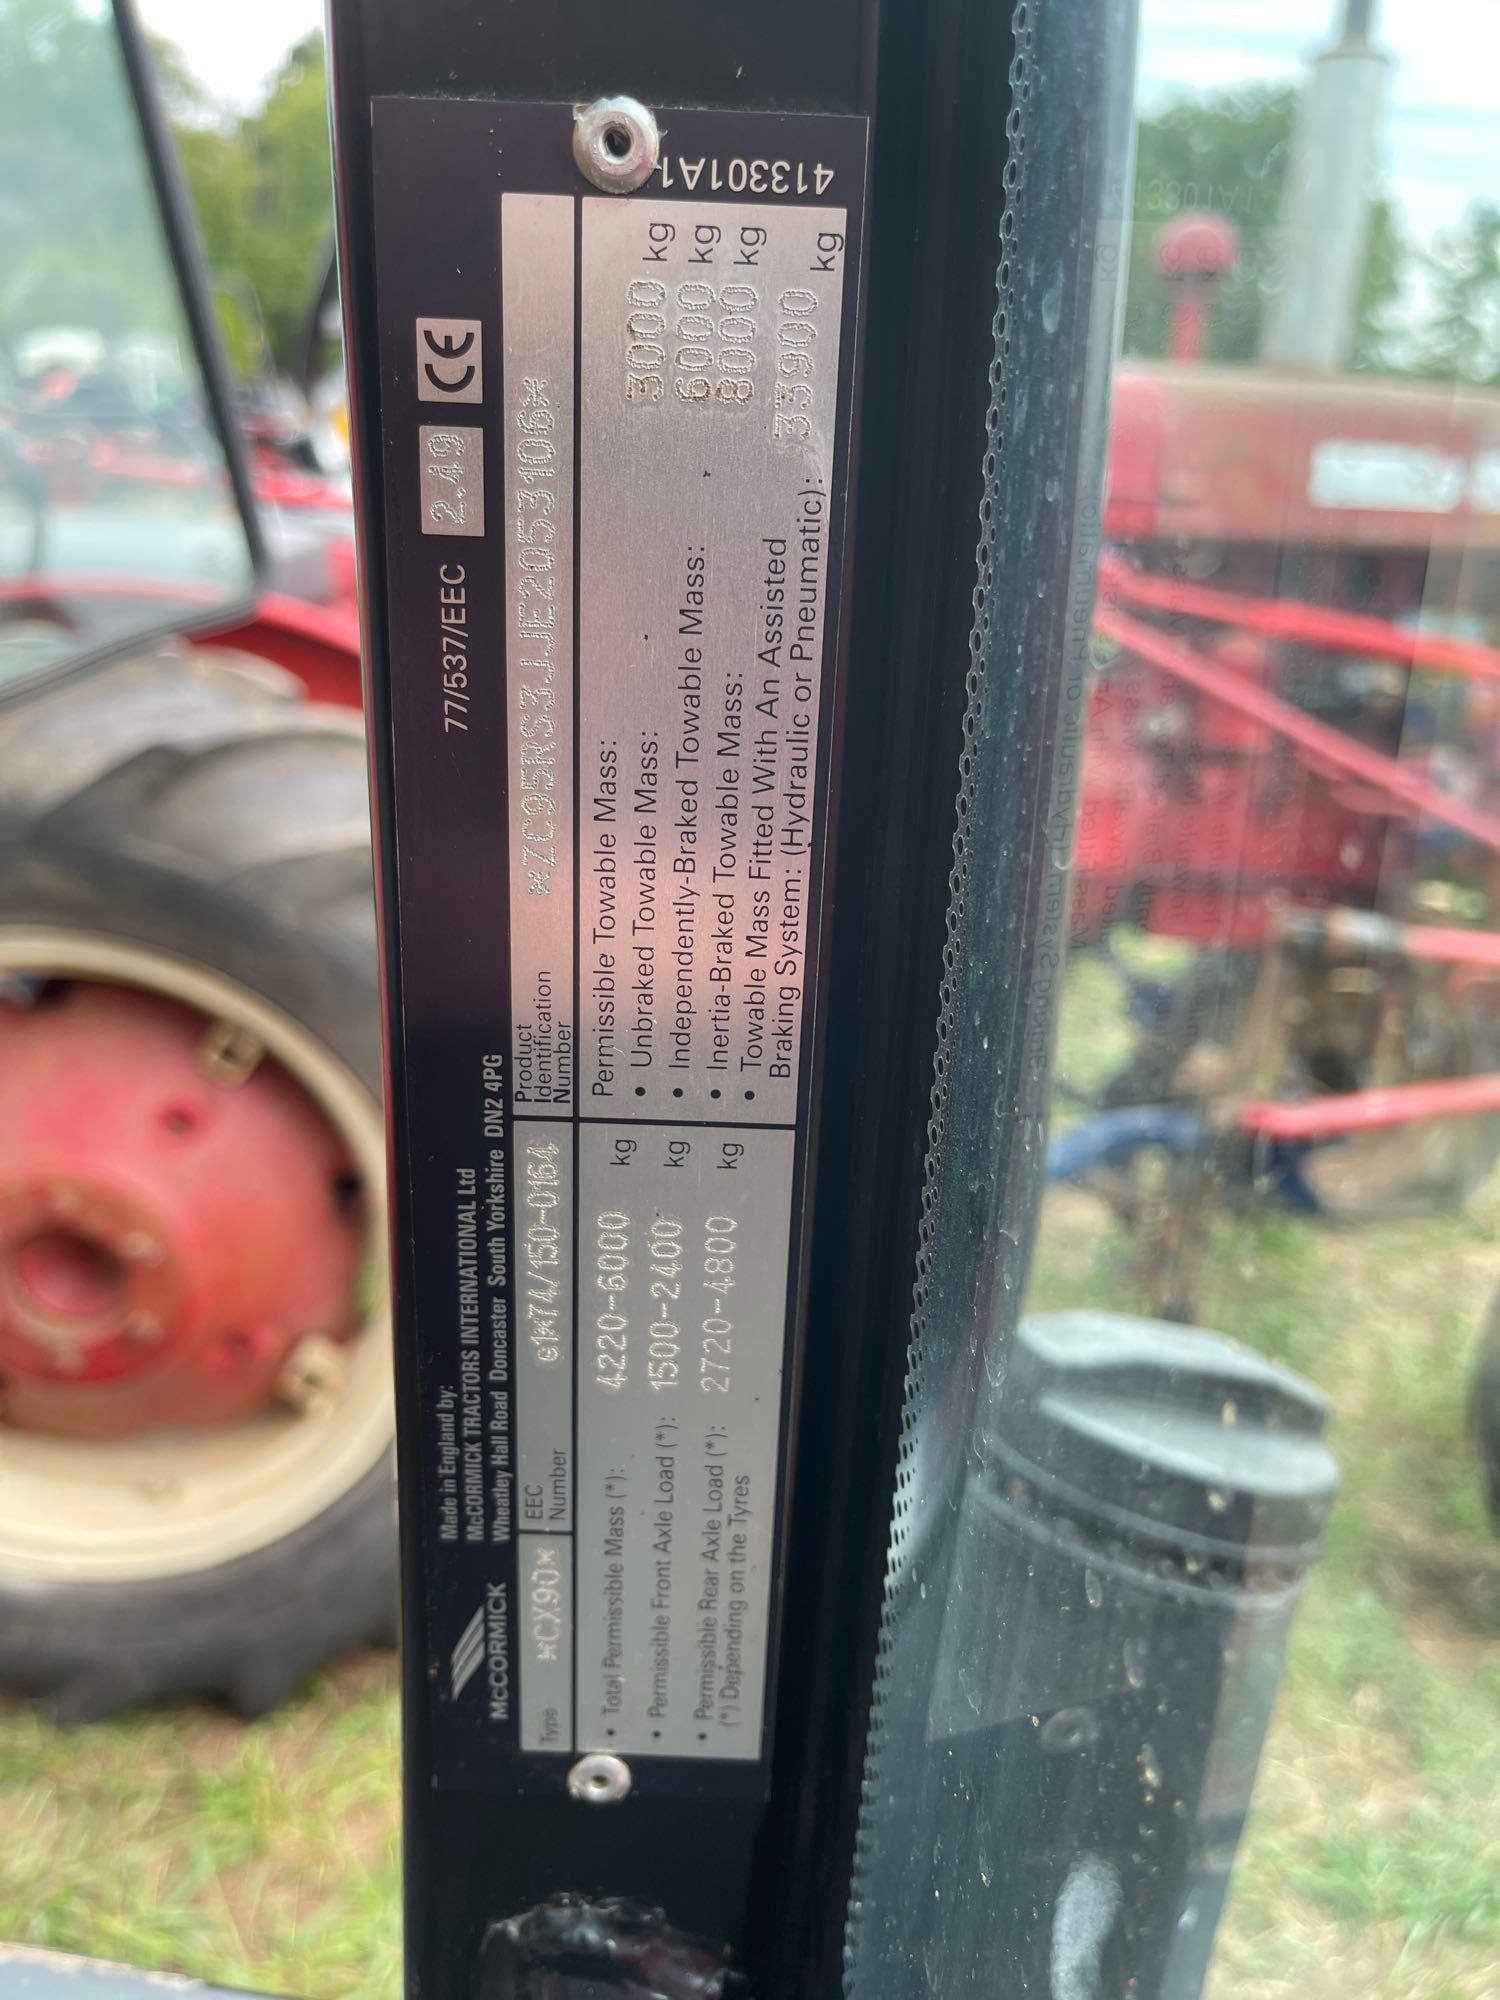 McCORMICK
Made in England by:
McCORMICK TRACTORS INTERNATIONAL Ltd
Wheatley Hall Road Doncaster South Yorkshire DN2 4PG
77/537/EEC 2.49 CE
Type *CX90*
EEC Number e1*74/150-0164
Product Identification Number *ZC95RS3JJE2053106*
• Total Permissible Mass (*): 4220-6000 kg
• Permissible Front Axle Load (*): 1500-2400 kg
• Permissible Rear Axle Load (*): 2720-4800 kg
(*) Depending on the Tyres
Permissible Towable Mass:
• Unbraked Towable Mass: 3000 kg
• Independently-Braked Towable Mass: 6000 kg
• Inertia-Braked Towable Mass: 8000 kg
• Towable Mass Fitted With An Assisted
Braking System: (Hydraulic or Pneumatic): 33900 kg
413301A1